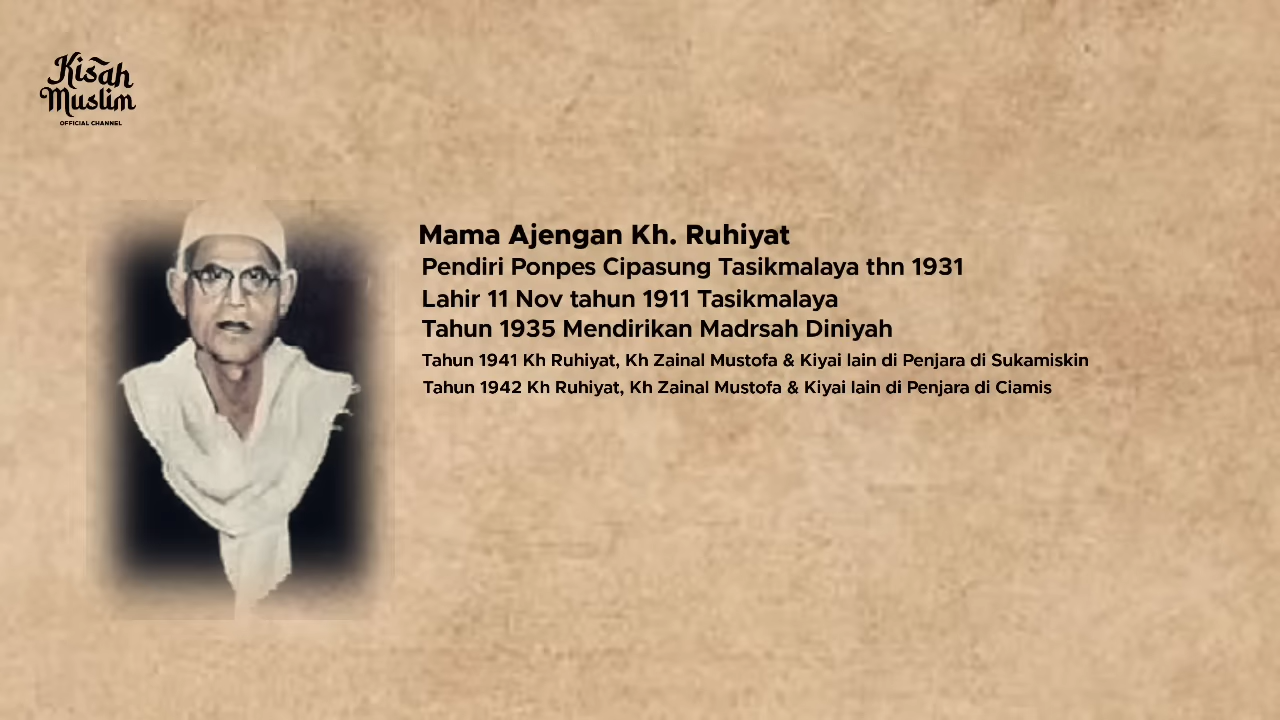 Kisah
Muslim
OFFICIAL CHANNEL
Mama Ajengan Kh. Ruhiyat
Pendiri Ponpes Cipasung Tasikmalaya thn 1931
Lahir 11 Nov tahun 1911 Tasikmalaya
Tahun 1935 Mendirikan Madrsah Diniyah
Tahun 1941 Kh Ruhiyat, Kh Zainal Mustofa & Kiyai lain di Penjara di Sukamiskin
Tahun 1942 Kh Ruhiyat, Kh Zainal Mustofa & Kiyai lain di Penjara di Ciamis